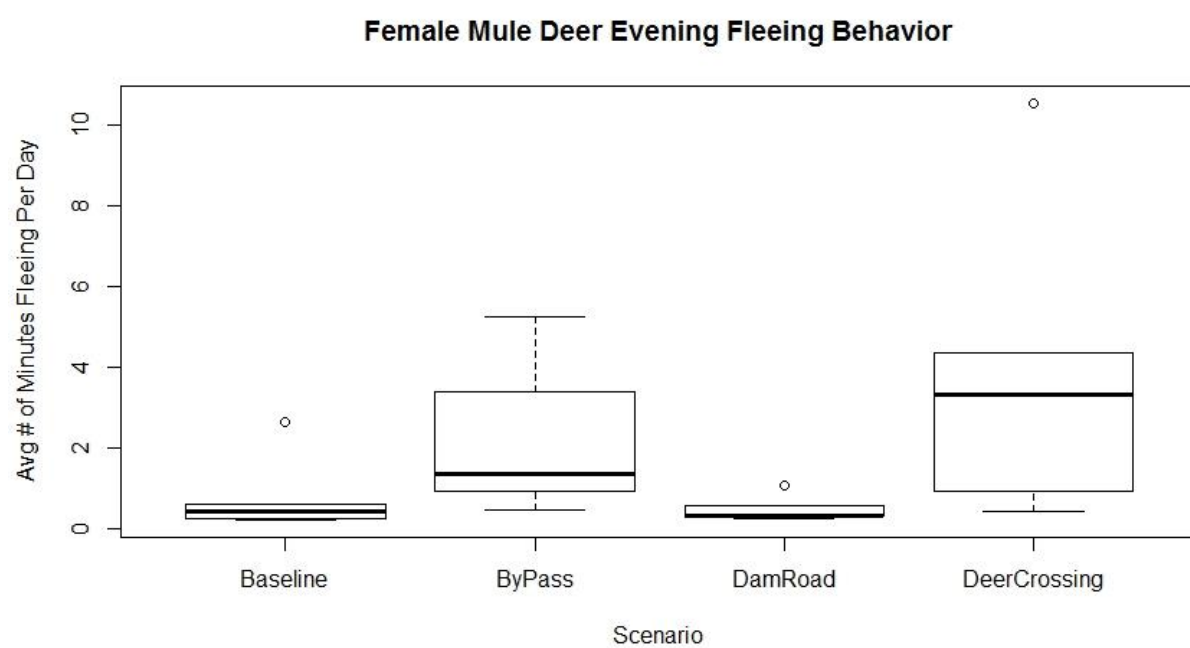 Female Mule Deer Evening Fleeing Behavior
Avg # of Minutes Fleeing Per Day
10
8
6
4
2
0
Baseline
ByPass
DamRoad
DeerCrossing
Scenario